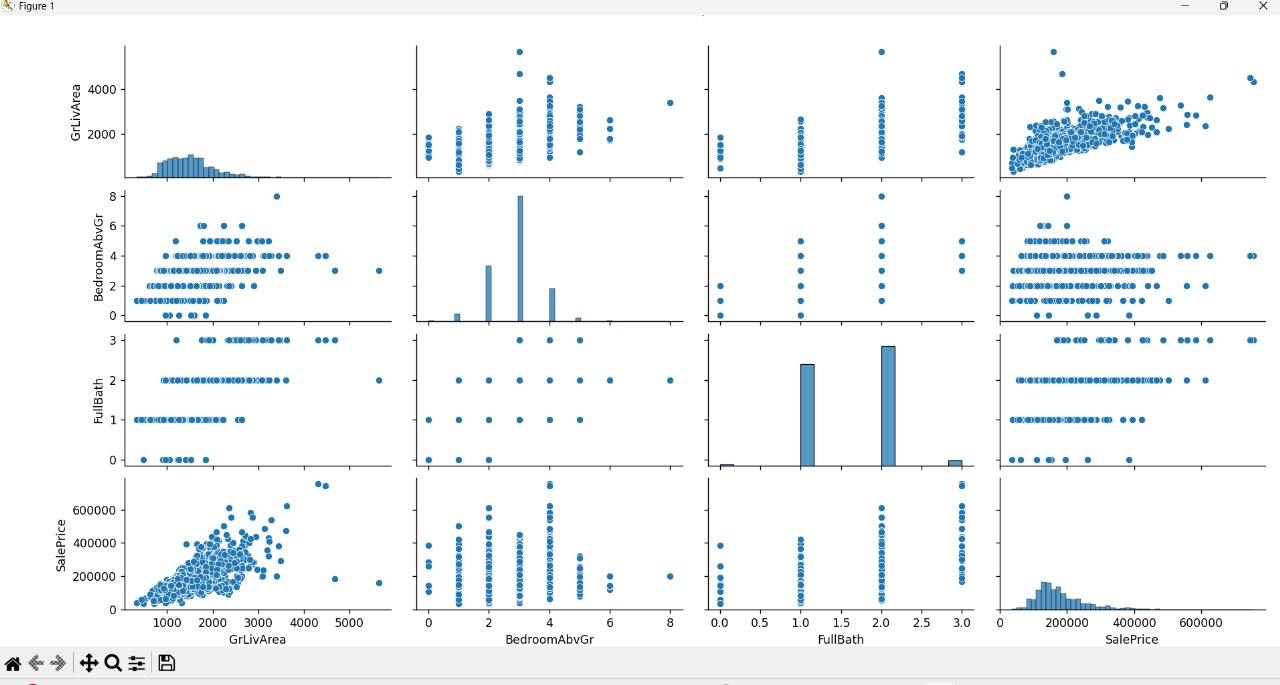 Figure 1
GrLivArea
4000
2000
BedroomAbvGr
8
6
4
2
0
FullBath
3
2
1
0
SalePrice
600000
400000
200000
0
1000 2000 3000 4000 5000
0 2 4 6 8
0.0 0.5 1.0 1.5 2.0 2.5 3.0
0 200000 400000 600000
GrLivArea
BedroomAbvGr
FullBath
SalePrice